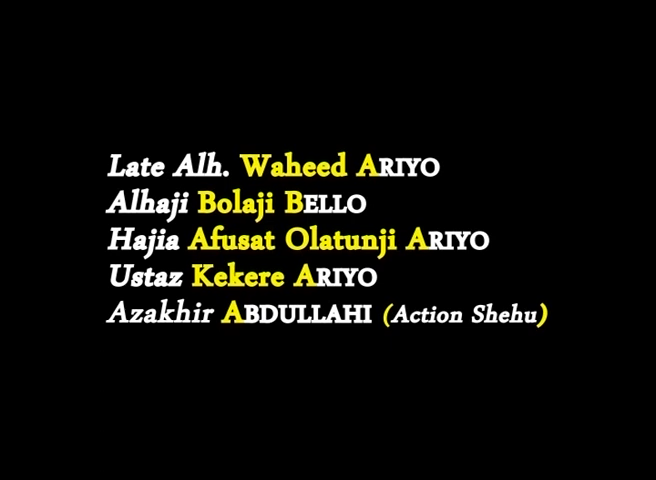 Late Alh. Waheed ARIYO
Alhaji Bolaji BELLO
Hajia Afusat Olatunji ARIYO
Ustaz Kekere ARIYO
Azakhir ABDULLAHI (Action Shehu)